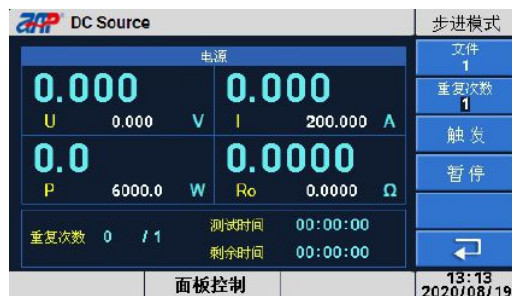 ZAP DC Source
步进模式
电源
0.000
U 0.000 V
0.000
I 200.000 A
0.0
P 6000.0 W
0.0000
Ro 0.0000 Ω
重复次数 0 / 1
测试时间 00:00:00
剩余时间 00:00:00
文件
1
重复次数
1
触发
暂停
面板控制
13:13
2020/08/19